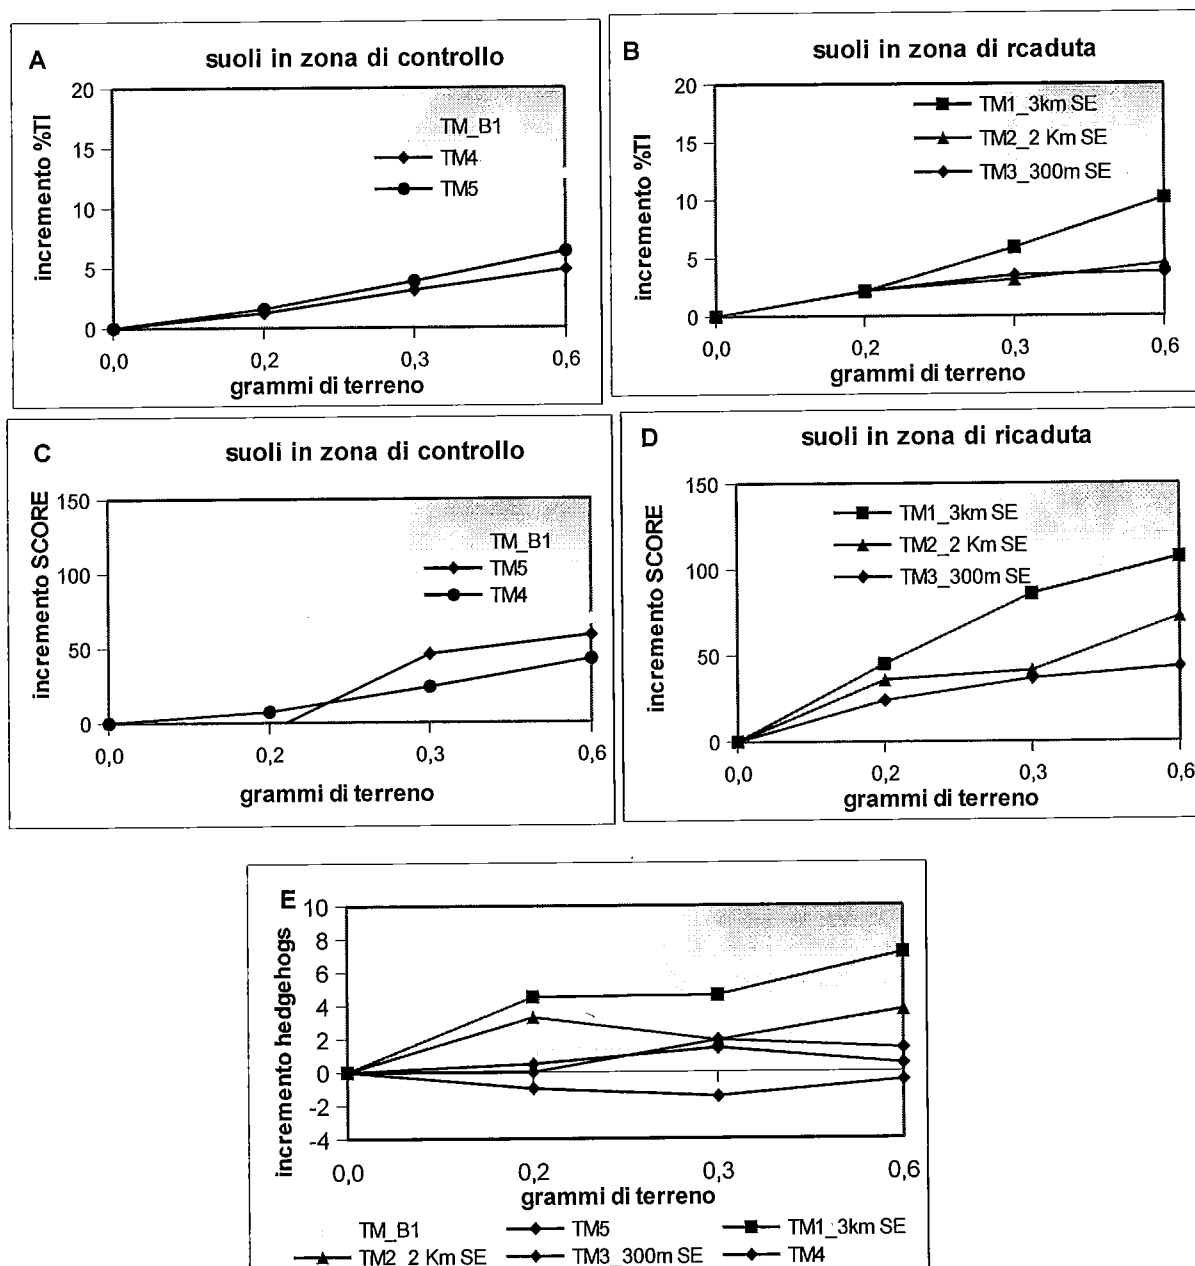 A suoli in zona di controllo
incremento %TI
20
15
10
5
0
TM_B1
TM4
TM5
0,0 0,2 0,3 0,6
grammi di terreno
B suoli in zona di rcaduta
incremento %TI
20
15
10
5
0
TM1_3km SE
TM2_2 Km SE
TM3_300m SE
0,0 0,2 0,3 0,6
grammi di terreno
C suoli in zona di controllo
incremento SCORE
150
100
50
0
TM_B1
TM5
TM4
0,0 0,2 0,3 0,6
grammi di terreno
D suoli in zona di ricaduta
incremento SCORE
150
100
50
0
TM1_3km SE
TM2_2 Km SE
TM3_300m SE
0,0 0,2 0,3 0,6
grammi di terreno
E
incremento hedgehogs
10
8
6
4
2
0
-2
-4
0,0 0,2 0,3 0,6
grammi di terreno
TM_B1 TM5 TM1_3km SE
TM2_2 Km SE TM3_300m SE TM4